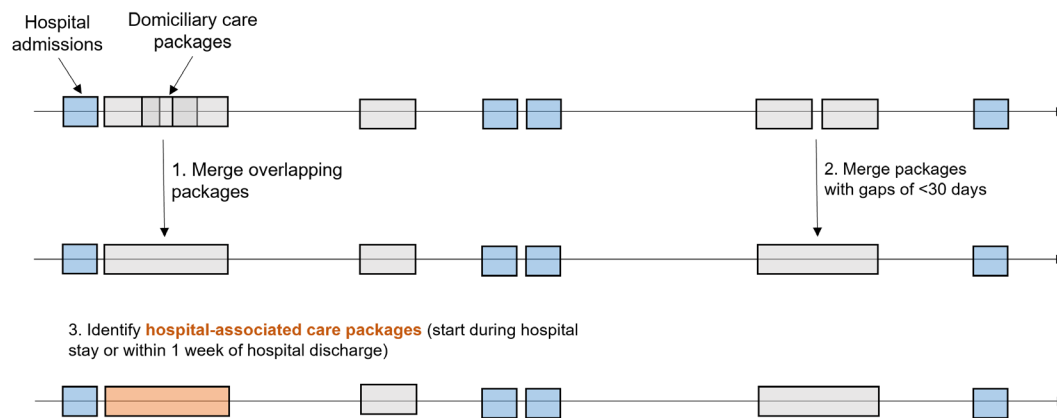 Hospital
admissions
Domiciliary care
packages
1. Merge overlapping
packages
2. Merge packages
with gaps of <30 days
3. Identify hospital-associated care packages (start during hospital
stay or within 1 week of hospital discharge)